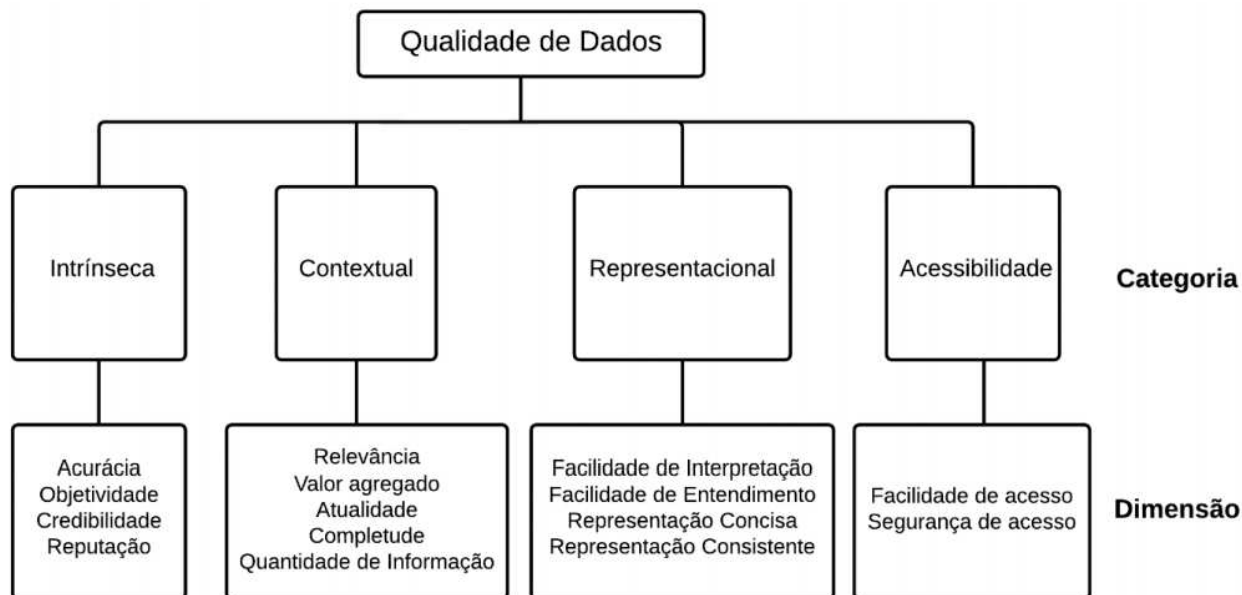 Qualidade de Dados
Intrínseca
Contextual
Representacional
Acessibilidade
Categoria
Acurácia
Objetividade
Credibilidade
Reputação
Relevância
Valor agregado
Atualidade
Completude
Quantidade de Informação
Facilidade de Interpretação
Facilidade de Entendimento
Representação Concisa
Representação Consistente
Facilidade de acesso
Segurança de acesso
Dimensão